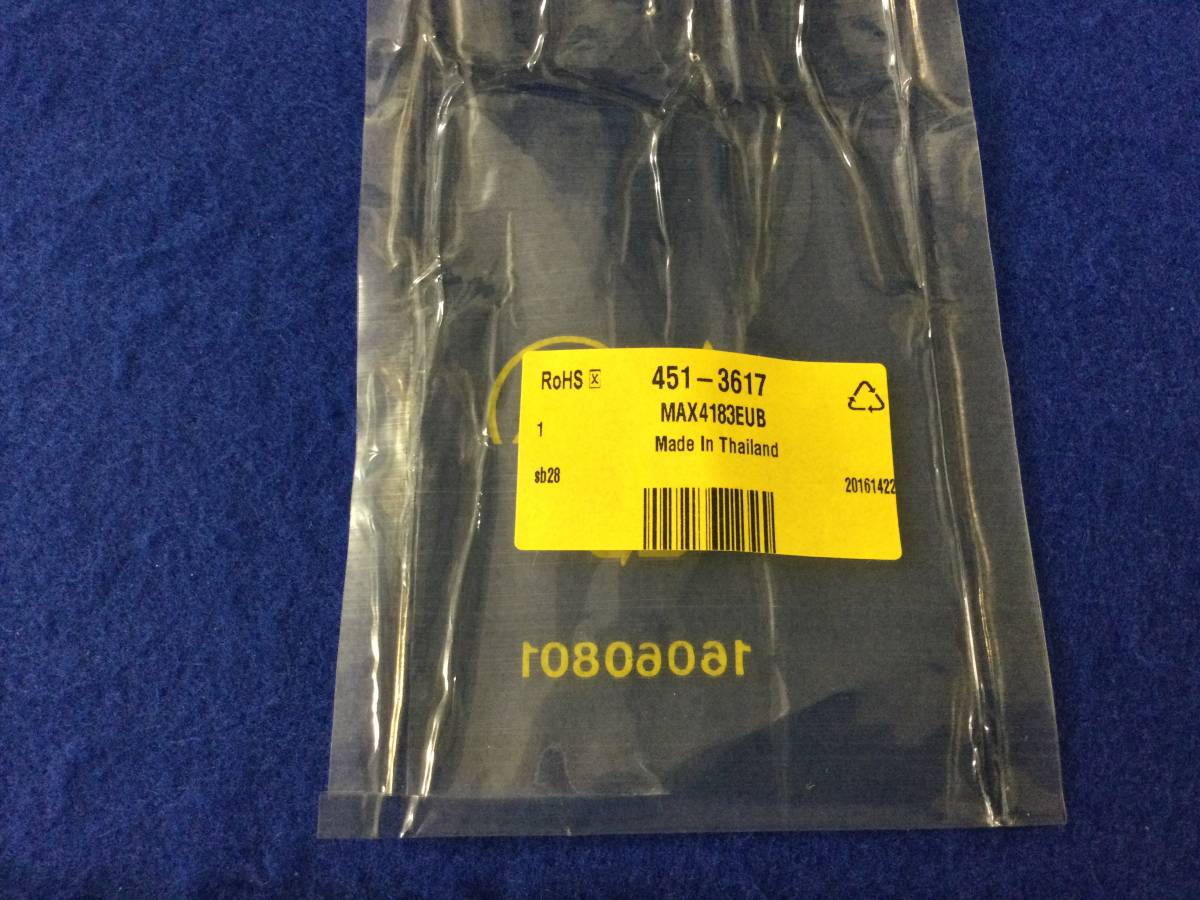 RoHS ☒
451-3617
MAX4183EUB
1
Made In Thailand
sb28
20161422
16060801